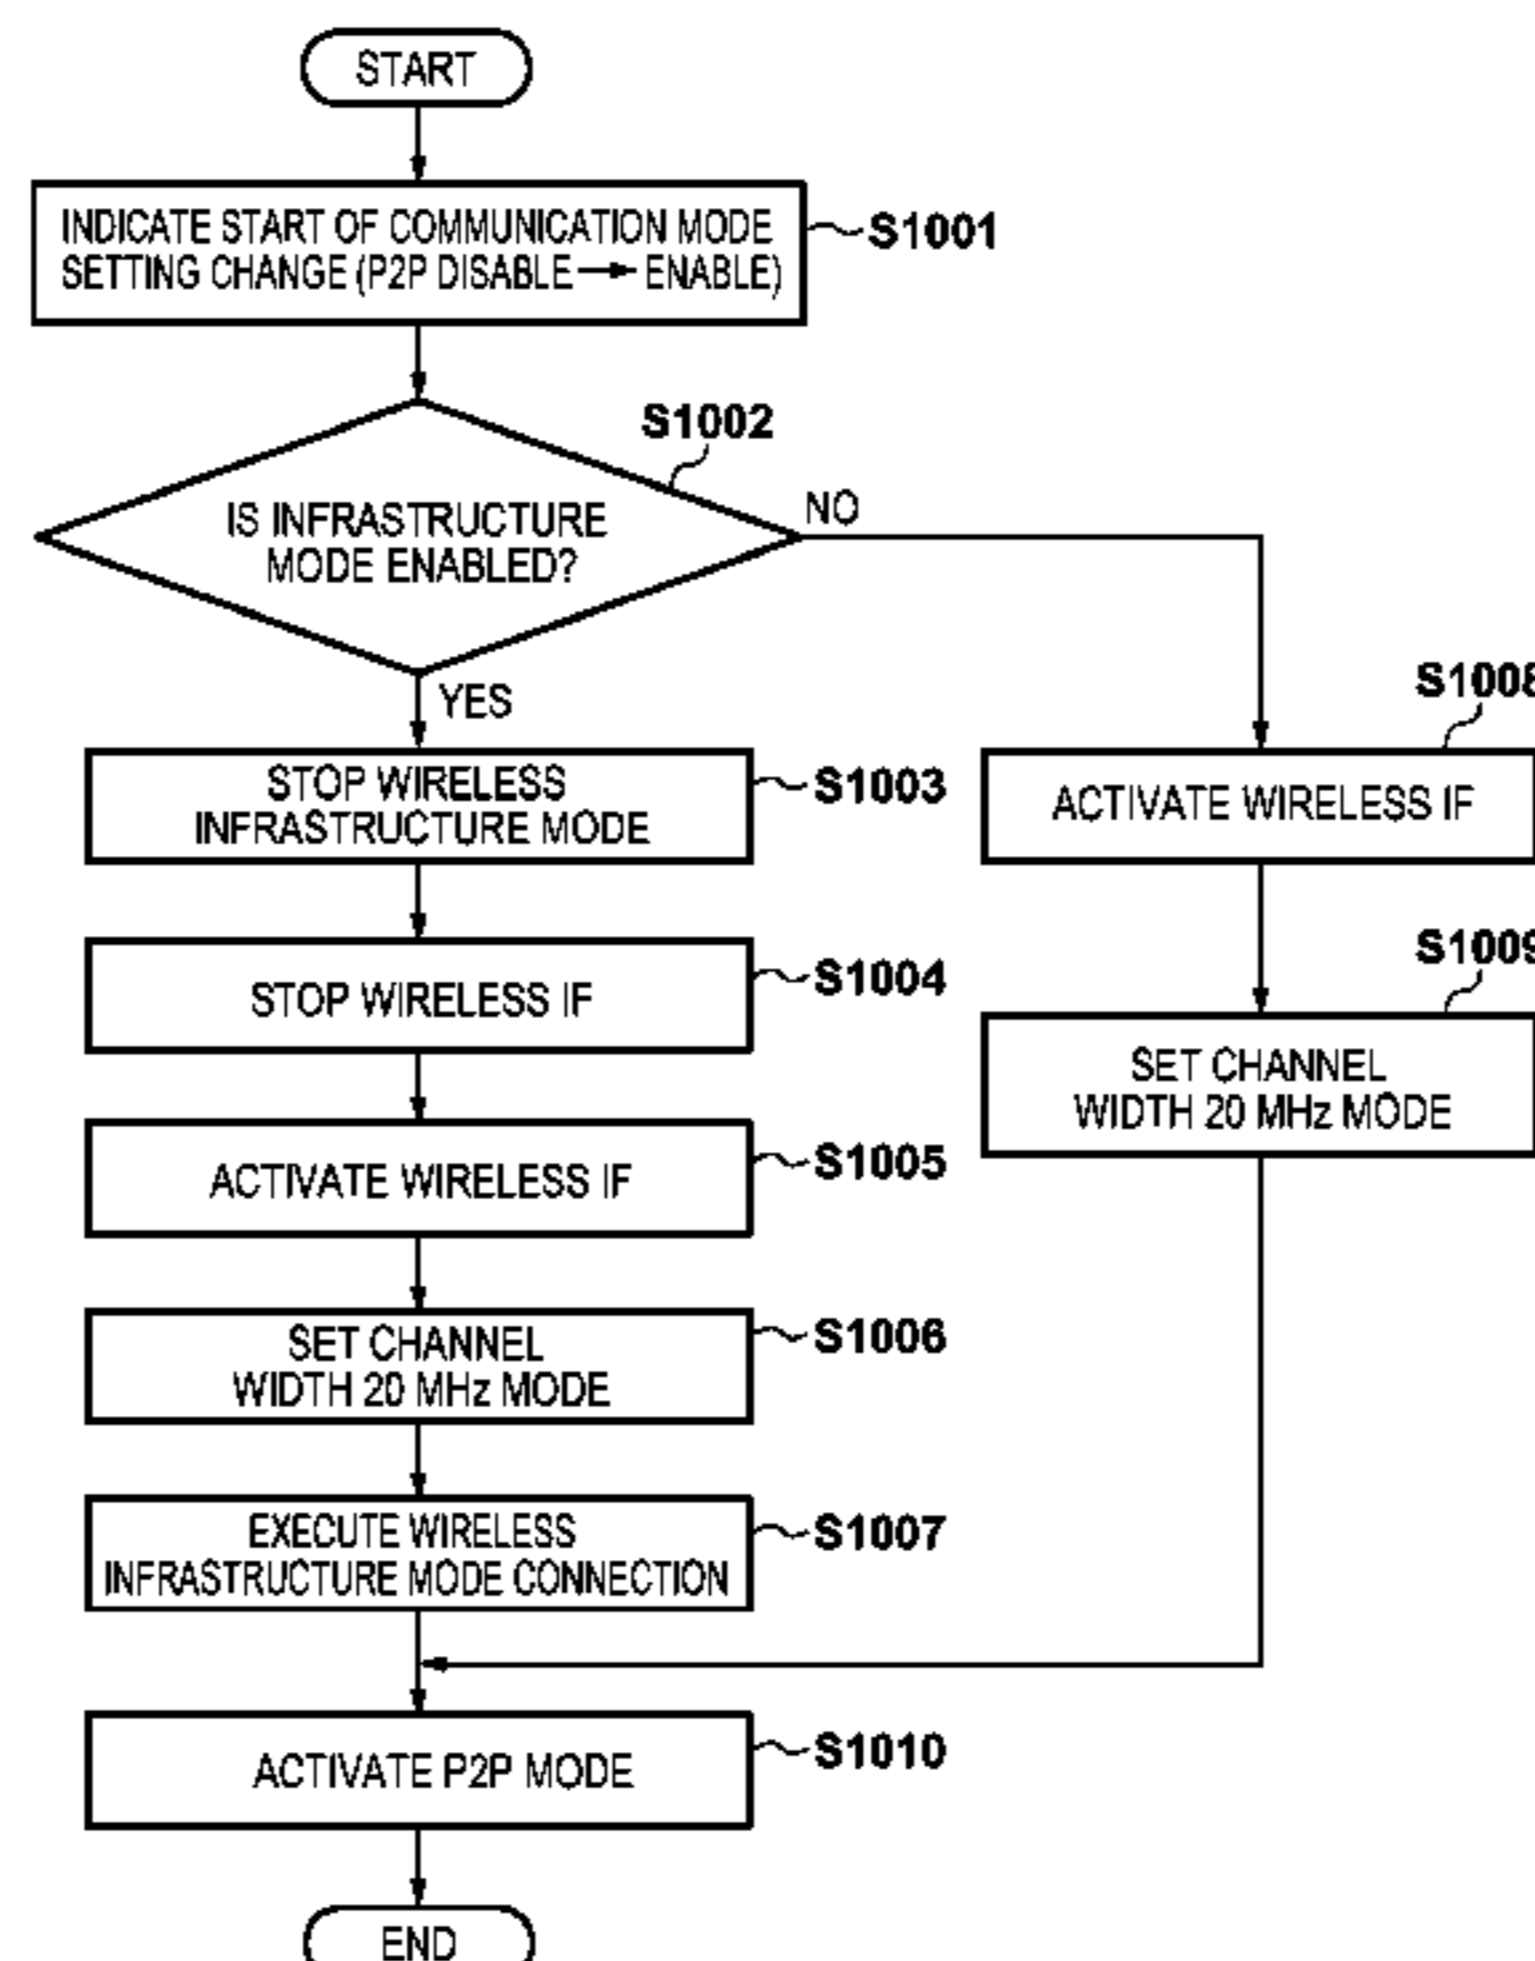 START
INDICATE START OF COMMUNICATION MODE
SETTING CHANGE (P2P DISABLE → ENABLE)
S1001
S1002
IS INFRASTRUCTURE
MODE ENABLED?
NO
YES
S1003
STOP WIRELESS
INFRASTRUCTURE MODE
S1008
ACTIVATE WIRELESS IF
S1004
STOP WIRELESS IF
S1009
SET CHANNEL
WIDTH 20 MHz MODE
S1005
ACTIVATE WIRELESS IF
S1006
SET CHANNEL
WIDTH 20 MHz MODE
S1007
EXECUTE WIRELESS
INFRASTRUCTURE MODE CONNECTION
S1010
ACTIVATE P2P MODE
END